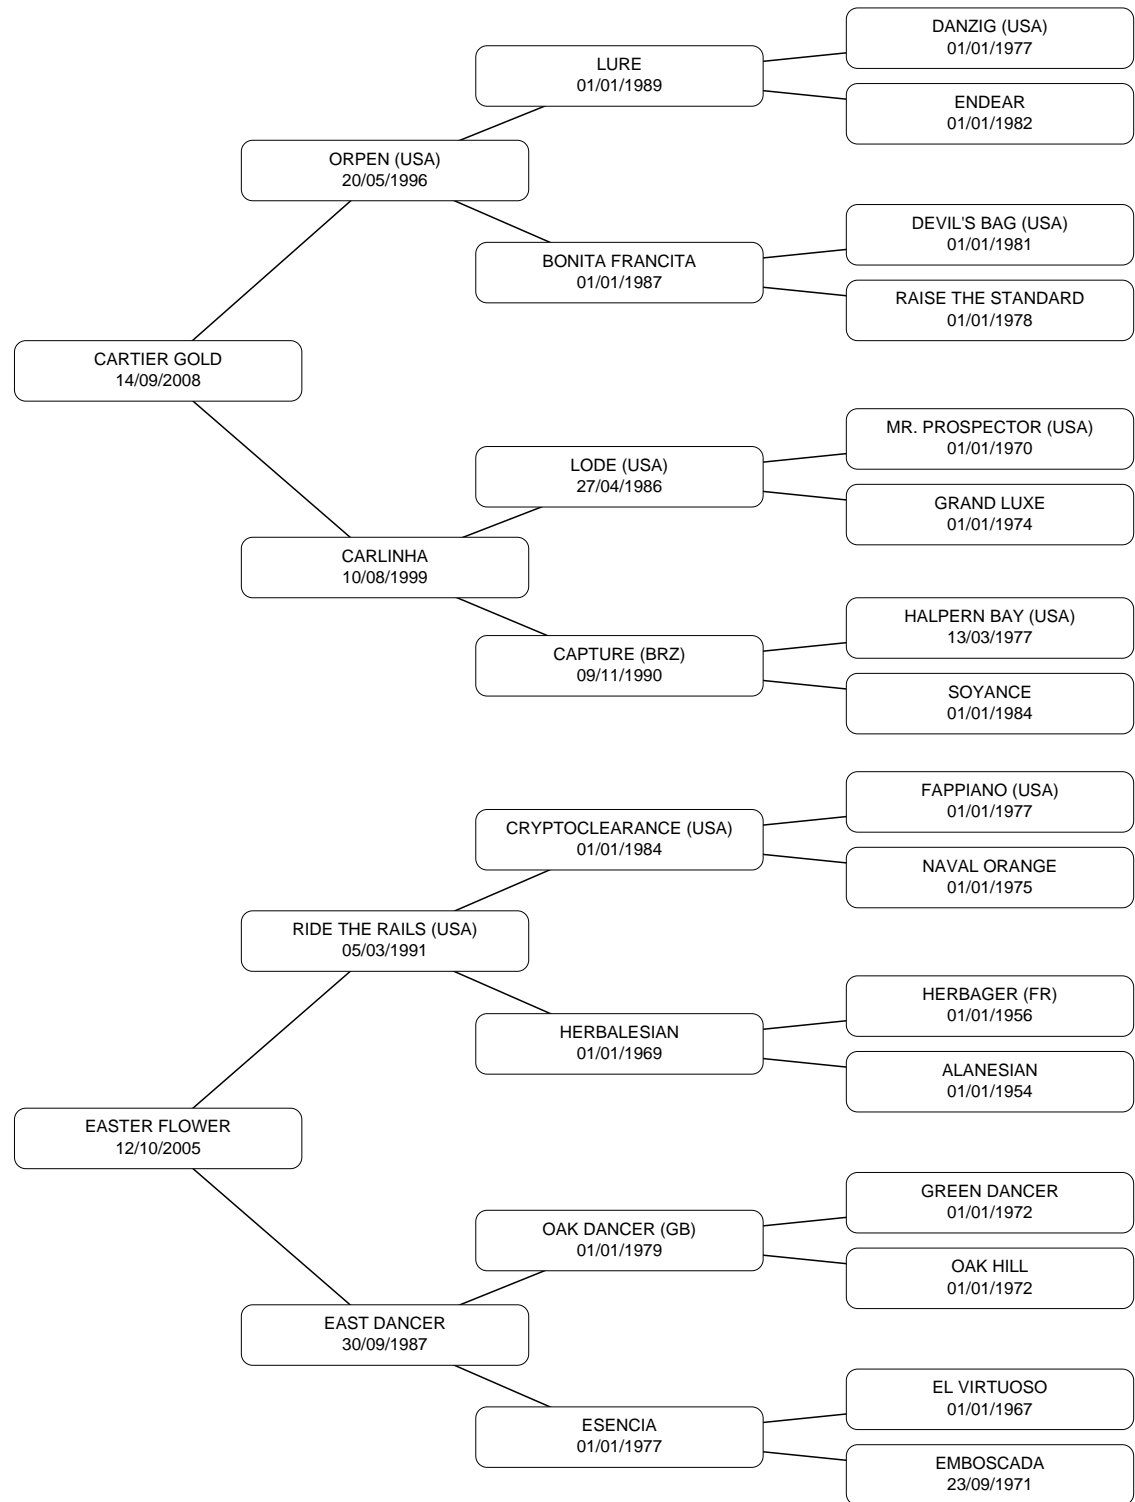 DANZIG (USA)
01/01/1977
LURE
01/01/1989
ENDEAR
01/01/1982
ORPEN (USA)
20/05/1996
DEVIL'S BAG (USA)
01/01/1981
BONITA FRANCITA
01/01/1987
RAISE THE STANDARD
01/01/1978
CARTIER GOLD
14/09/2008
MR. PROSPECTOR (USA)
01/01/1970
LODE (USA)
27/04/1986
GRAND LUXE
01/01/1974
CARLINHA
10/08/1999
HALPERN BAY (USA)
13/03/1977
CAPTURE (BRZ)
09/11/1990
SOYANCE
01/01/1984
FAPPIANO (USA)
01/01/1977
CRYPTOCLEARANCE (USA)
01/01/1984
NAVAL ORANGE
01/01/1975
RIDE THE RAILS (USA)
05/03/1991
HERBAGER (FR)
01/01/1956
HERBALESIAN
01/01/1969
ALANESIAN
01/01/1954
EASTER FLOWER
12/10/2005
GREEN DANCER
01/01/1972
OAK DANCER (GB)
01/01/1979
OAK HILL
01/01/1972
EAST DANCER
30/09/1987
EL VIRTUOSO
01/01/1967
ESENCIA
01/01/1977
EMBOSCADA
23/09/1971